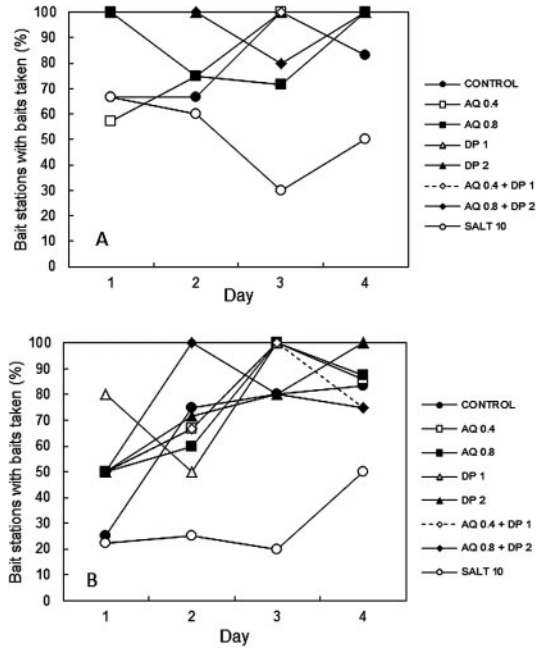 Bait stations with baits taken (%)
100
90
80
70
60
50
40
30
20
10
0
A
1 2 3 4
Day
CONTROL
AQ 0.4
AQ 0.8
DP 1
DP 2
AQ 0.4 + DP 1
AQ 0.8 + DP 2
SALT 10
Bait stations with baits taken (%)
100
90
80
70
60
50
40
30
20
10
0
B
1 2 3 4
Day
CONTROL
AQ 0.4
AQ 0.8
DP 1
DP 2
AQ 0.4 + DP 1
AQ 0.8 + DP 2
SALT 10